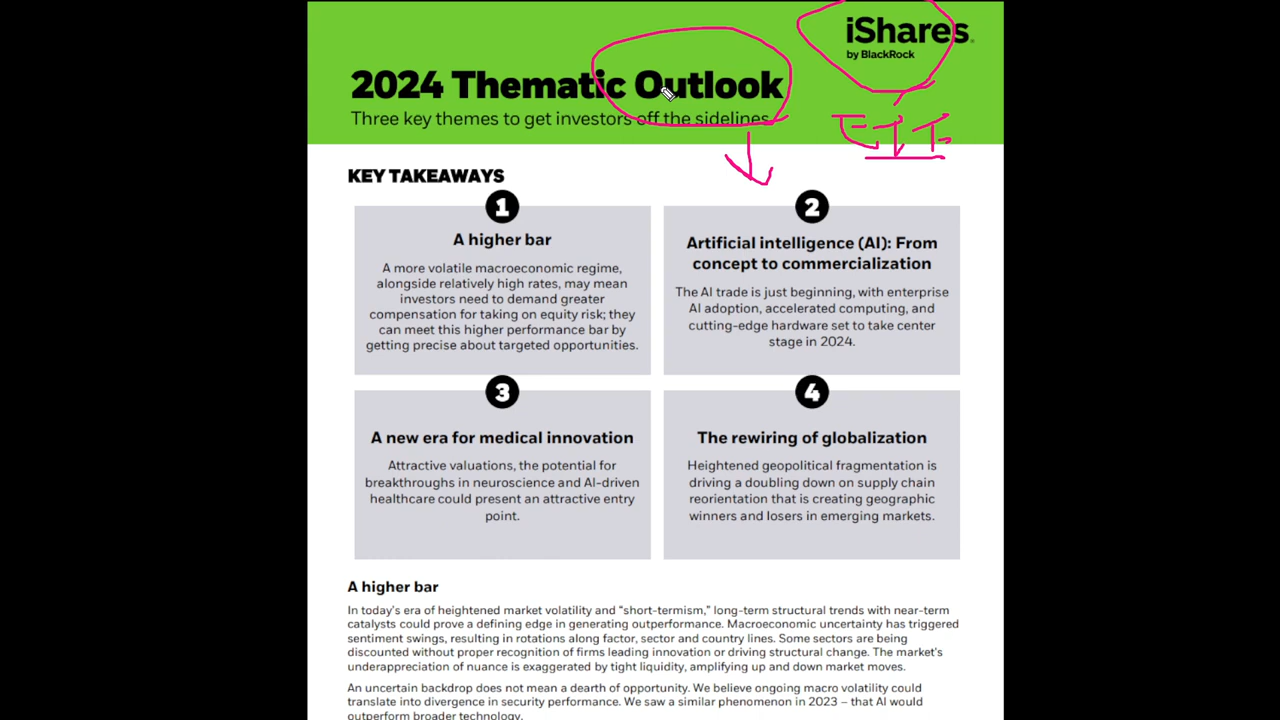 iShares.
by BlackRock
2024 Thematic Outlook
Three key themes to get investors off the sidelines
KEY TAKEAWAYS
1
A higher bar
A more volatile macroeconomic regime,
alongside relatively high rates, may mean
investors need to demand greater
compensation for taking on equity risk; they
can meet this higher performance bar by
getting precise about targeted opportunities.
2
Artificial intelligence (AI): From
concept to commercialization
The AI trade is just beginning, with enterprise
AI adoption, accelerated computing, and
cutting-edge hardware set to take center
stage in 2024.
3
A new era for medical innovation
Attractive valuations, the potential for
breakthroughs in neuroscience and AI-driven
healthcare could present an attractive entry
point.
4
The rewiring of globalization
Heightened geopolitical fragmentation is
driving a doubling down on supply chain
reorientation that is creating geographic
winners and losers in emerging markets.
A higher bar
In today's era of heightened market volatility and “short-termism,” long-term structural trends with near-term
catalysts could prove a defining edge in generating outperformance. Macroeconomic uncertainty has triggered
sentiment swings, resulting in rotations along factor, sector and country lines. Some sectors are being
discounted without proper recognition of firms leading innovation or driving structural change. The market's
underappreciation of nuance is exaggerated by tight liquidity, amplifying up and down market moves.
An uncertain backdrop does not mean a dearth of opportunity. We believe ongoing macro volatility could
translate into divergence in security performance. We saw a similar phenomenon in 2023 – that AI would
outperform broader technology.